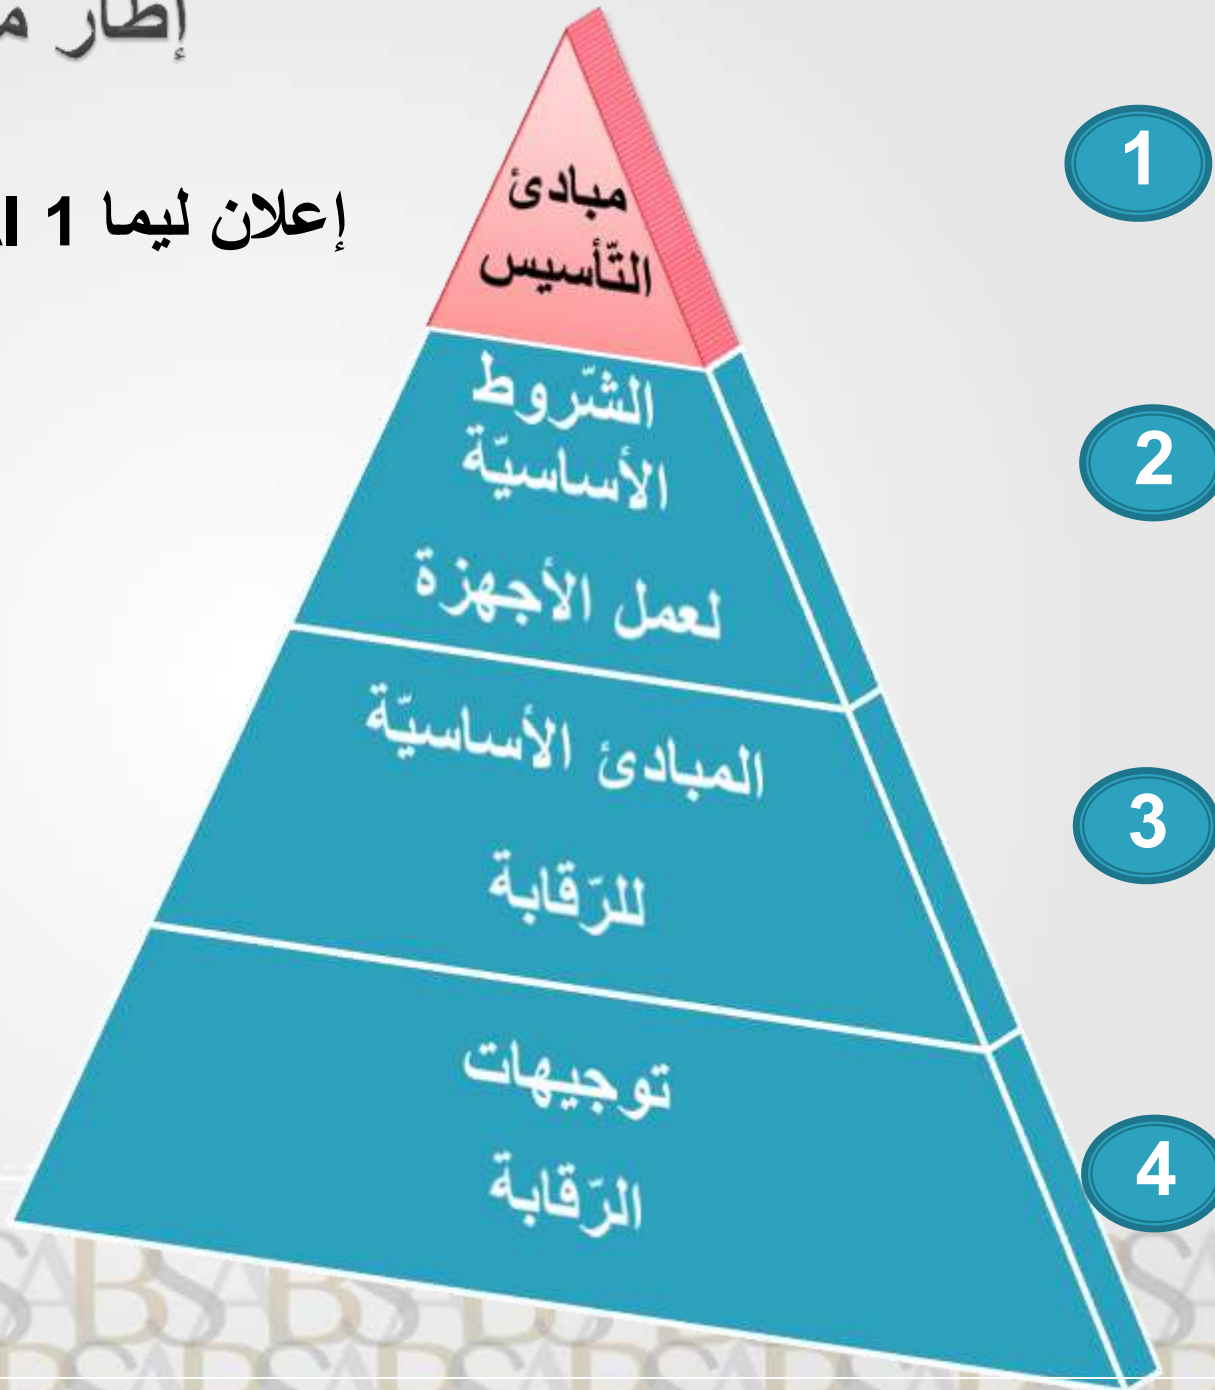 إطار
إعلان ليما 1
مبادئ
التّأسيس
1
الشّروط
الأساسيّة
لعمل الأجهزة
2
المبادئ الأساسيّة
للرّقابة
3
توجيهات
الرّقابة
4